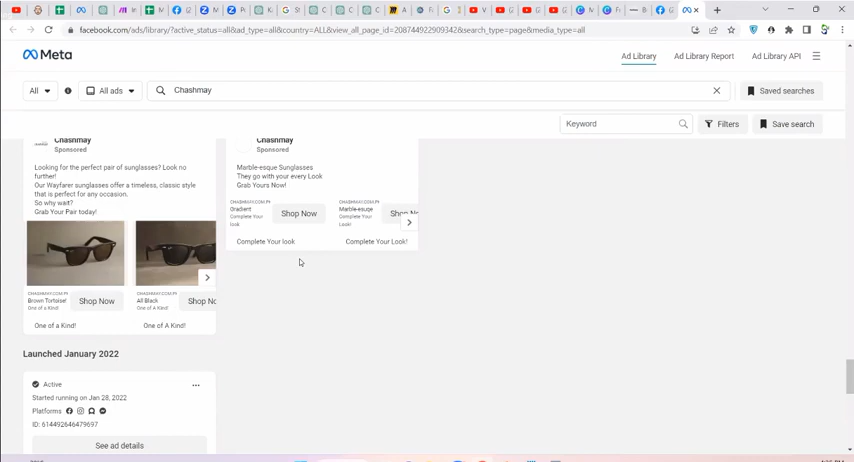 facebook.com/ads/library/?active_status=all&ad_type=all&country=ALL&view_all_page_id=208744922909342&search_type=page&media_type=all
Meta
Ad Library
Ad Library Report
Ad Library API
All
All ads
Chashmay
Saved searches
Keyword
Filters
Save search
Chashmay
Sponsored
Looking for the perfect pair of sunglasses? Look no
further!
Our Wayfarer sunglasses offer a timeless, classic style
that is perfect for any occasion.
So why wait?
Grab Your Pair today!
CHASHMAY.COM.PK
Brown Tortoise!
One of a Kind!
Shop Now
One of a Kind!
CHASHMAY.COM.PK
All Black
One of A Kind!
Shop No
One of A Kind!
Chashmay
Sponsored
Marble-esque Sunglasses
They go with your every Look
Grab Yours Now!
CHASHMAY.COM.PK
Gradient
Complete Your
look
Shop Now
Complete Your look
CHASHMAY.COM.PK
Marble-esque
Complete Your
Look!
Shop N
Complete Your Look!
Launched January 2022
Active
Started running on Jan 28, 2022
Platforms
ID: 614492646479697
See ad details